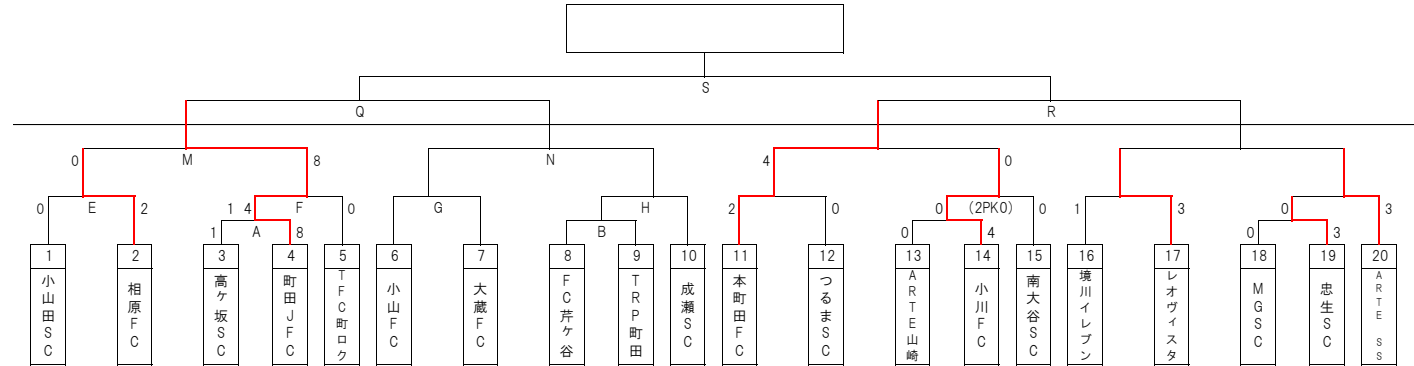 S
Q
R
0
M
8
N
4
0
0
E
2
1
4
F
0
G
H
2
0
0
(2PK0)
0
1
3
0
3
1
A
8
B
0
4
0
3
1
2
3
4
5
6
7
8
9
10
11
12
13
14
15
16
17
18
19
20
小山田SC
相原FC
高ヶ坂SC
町田JFC
TFC町ロク
小山FC
大蔵FC
FC芹ヶ谷
TRP町田
成瀬SC
本町田FC
つるまSC
ARTE山崎
小川FC
南大谷SC
境川イレブン
レオヴィスタ
MGSC
忠生SC
ARTE SS